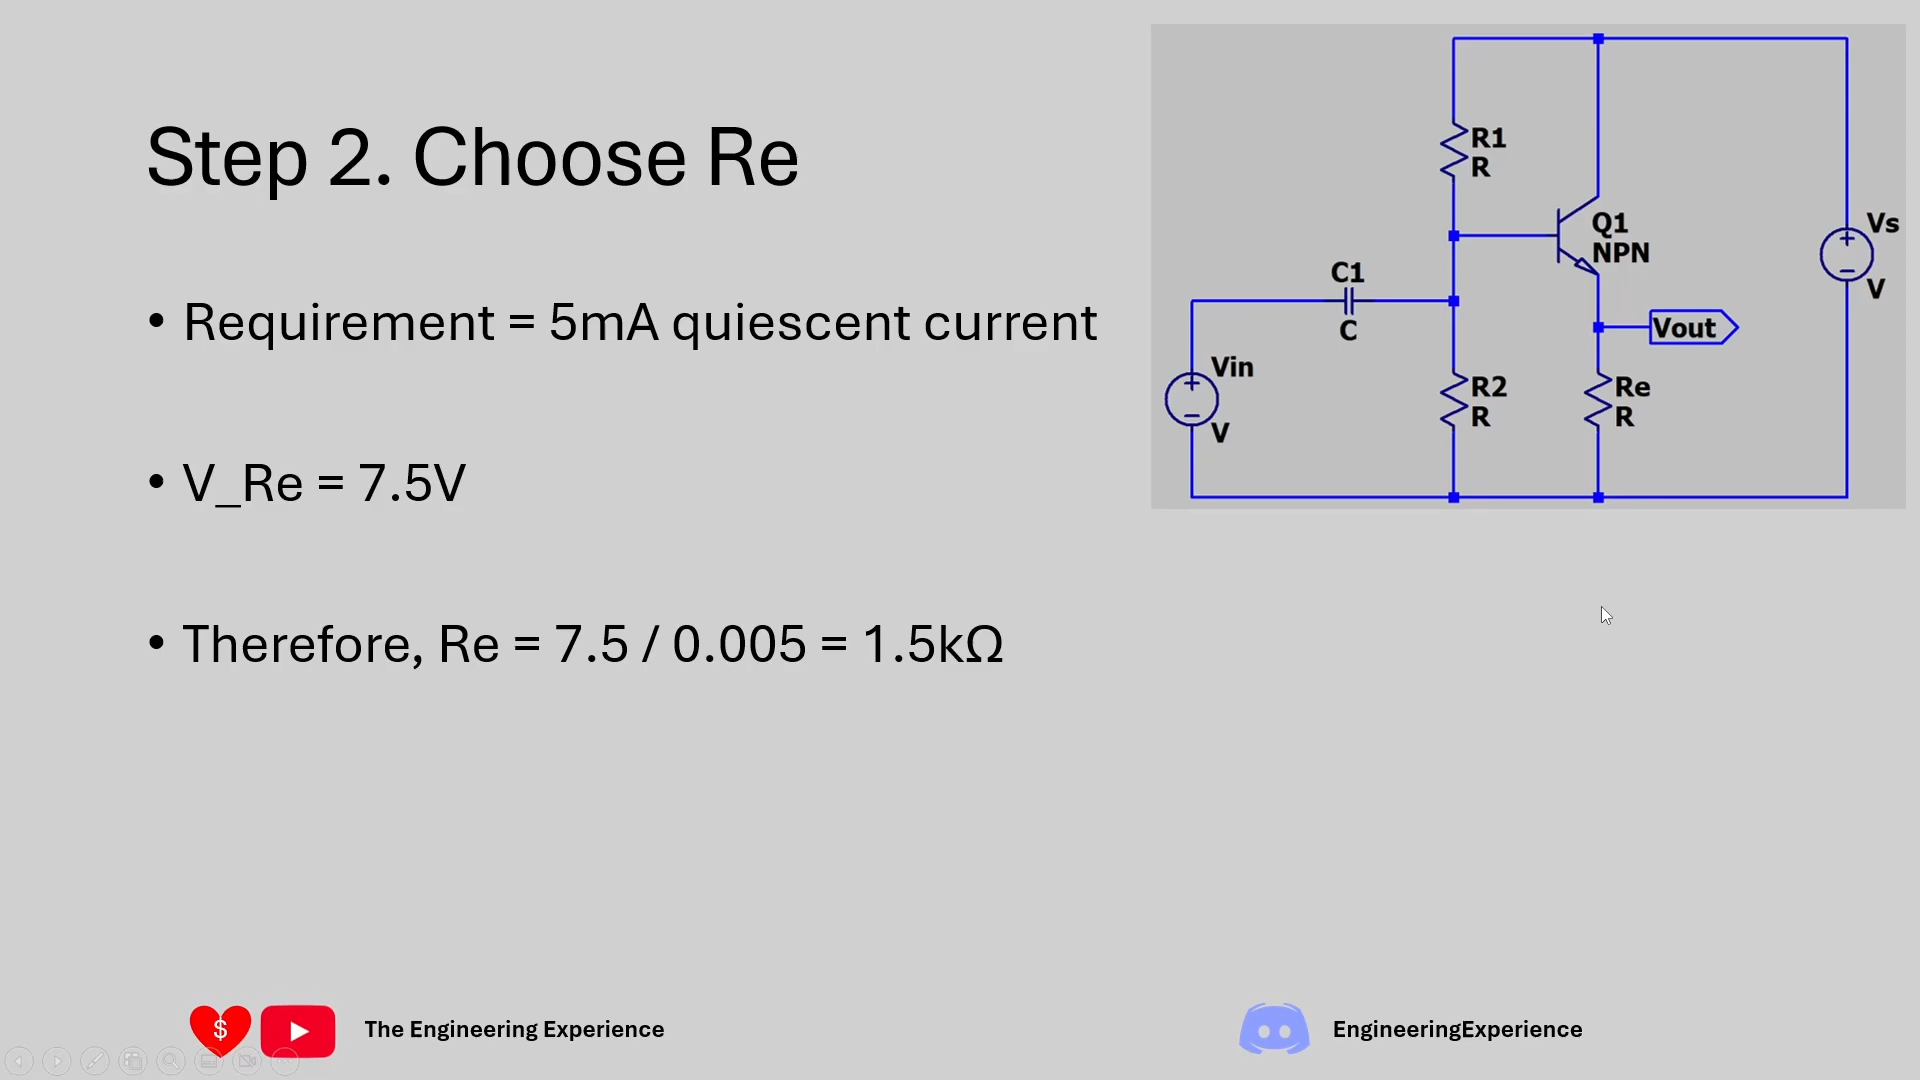 Step 2. Choose Re
• Requirement = 5mA quiescent current
• V_Re = 7.5V
• Therefore, Re = 7.5 / 0.005 = 1.5kΩ
R1
R
Q1
NPN
Vs
V
C1
C
Vout
Vin
V
R2
R
Re
R
$
The Engineering Experience
EngineeringExperience